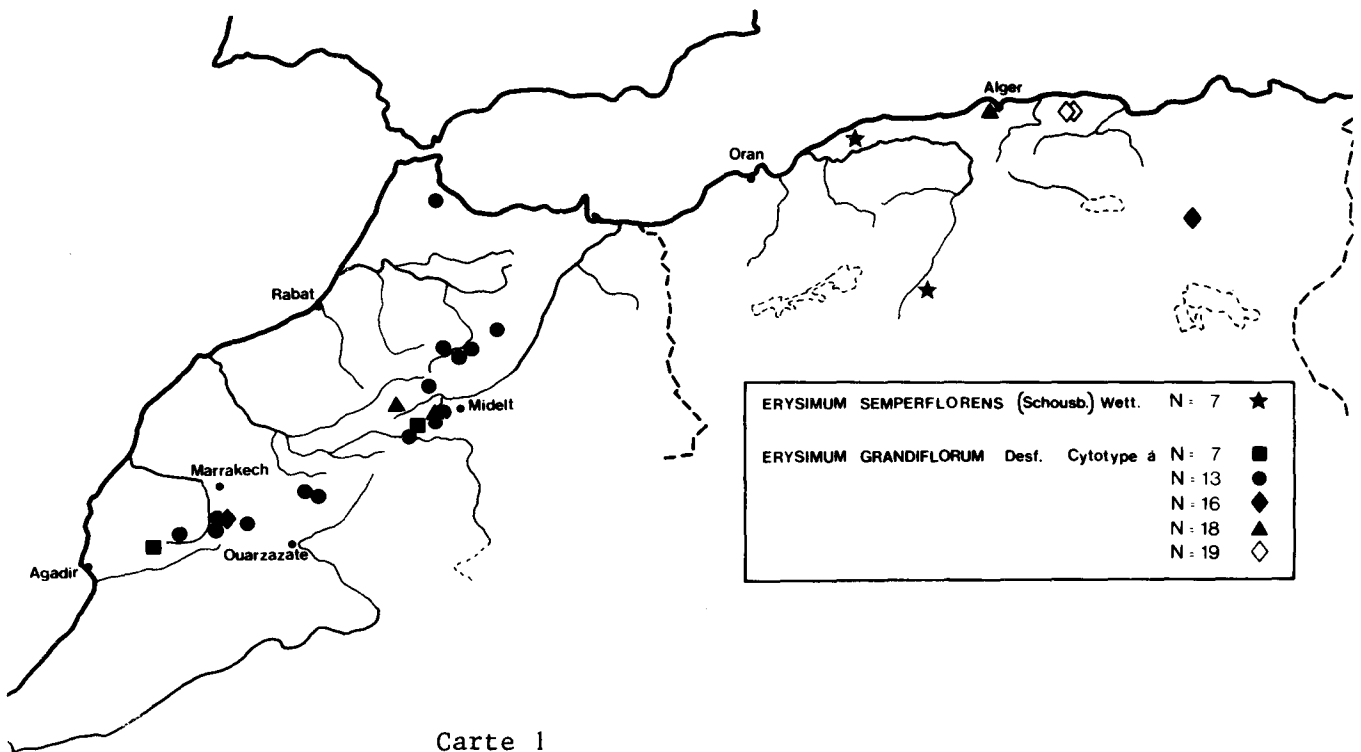 Alger
Oran
Rabat
Midelt
Marrakech
Ouarzazate
Agadir
ERYSIMUM SEMPERFLORENS (Schousb.) Wett. N = 7
ERYSIMUM GRANDIFLORUM Desf. Cytotype á N = 7
N = 13
N = 16
N = 18
N = 19
Carte 1